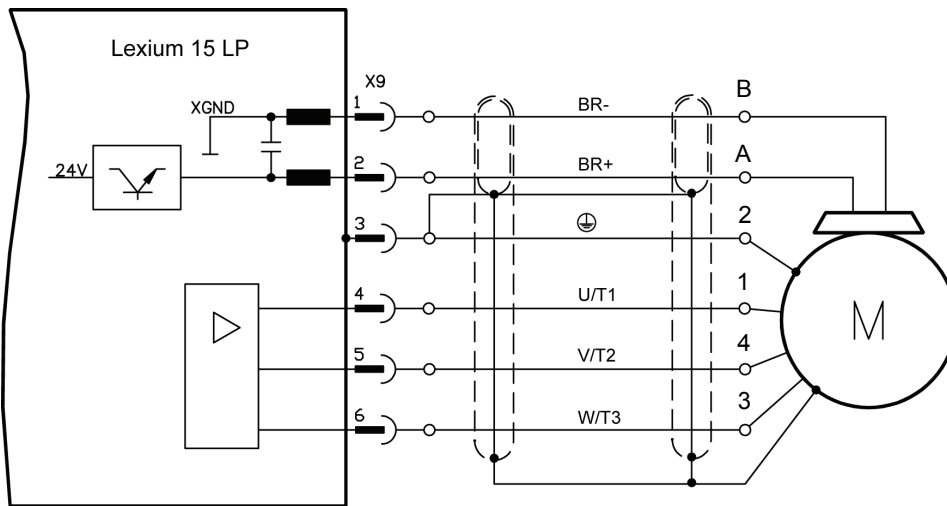 Lexium 15 LP
X9
XGND
1
BR-
B
24V
2
BR+
A
3
2
4
U/T1
1
5
V/T2
4
6
W/T3
3
M